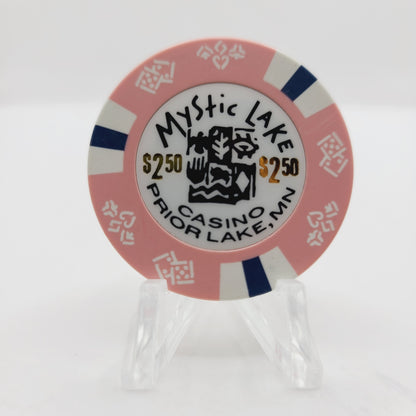 Mystic Lake
$2.50 $2.50
CASINO
PRIOR LAKE, MN